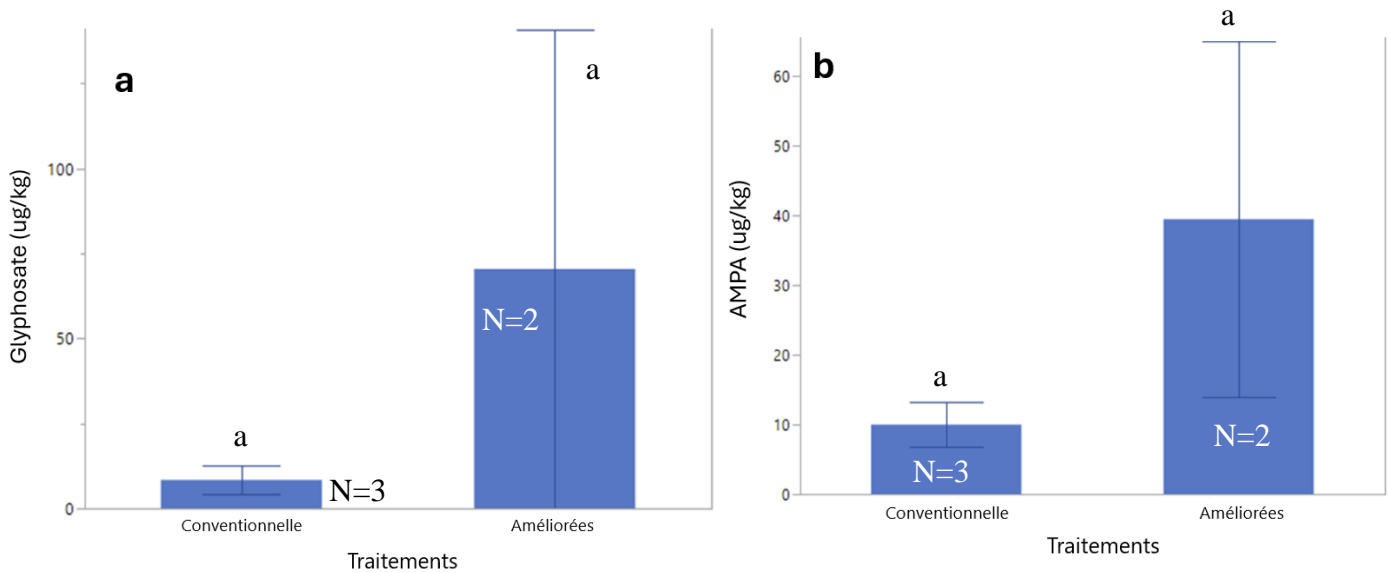 a
a
100
50
0
Glyphosate (ug/kg)
N=2
a
N=3
Conventionnelle
Améliorées
Traitements
a
b
60
50
40
30
20
10
0
AMPA (ug/kg)
a
N=3
N=2
Conventionnelle
Améliorées
Traitements